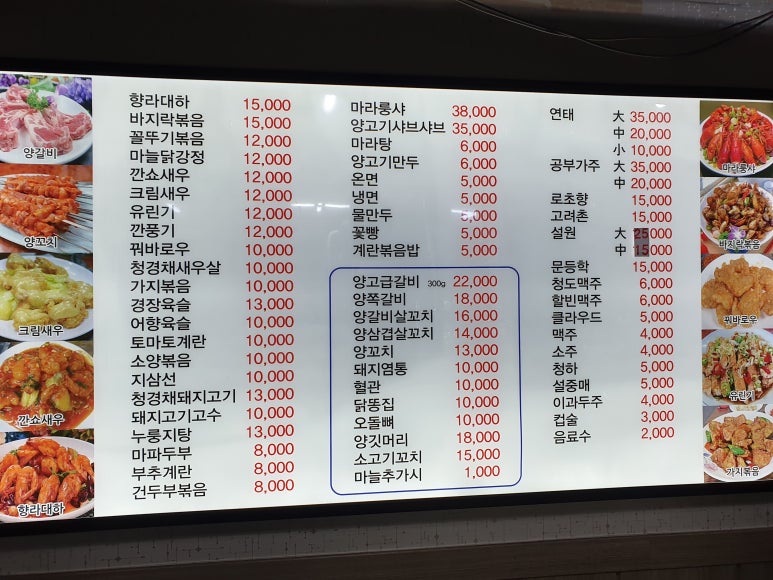 양갈비
양꼬치
크림새우
깐쇼새우
향라대하
향라대하 15,000
바지락볶음 15,000
꼴뚜기볶음 12,000
마늘닭강정 12,000
깐쇼새우 12,000
크림새우 12,000
유린기 12,000
깐풍기 12,000
꿔바로우 10,000
청경채새우살 10,000
가지볶음 10,000
경장육슬 13,000
어향육슬 10,000
토마토계란 10,000
소양볶음 10,000
지삼선 10,000
청경채돼지고기 13,000
돼지고기고수 10,000
누룽지탕 13,000
마파두부 8,000
부추계란 8,000
건두부볶음 8,000
마라룽샤 38,000
양고기샤브샤브 35,000
마라탕 6,000
양고기만두 6,000
온면 5,000
냉면 5,000
물만두 5,000
꽃빵 5,000
계란볶음밥 5,000
양고급갈비 300g 22,000
양쪽갈비 18,000
양갈비살꼬치 16,000
양삼겹살꼬치 14,000
양꼬치 13,000
돼지염통 10,000
혈관 10,000
닭똥집 10,000
오돌뼈 10,000
양깃머리 18,000
소고기꼬치 15,000
마늘추가시 1,000
연태 大 35,000
中 20,000
小 10,000
공부가주 大 35,000
中 20,000
로초향 15,000
고려촌 15,000
설원 大 25,000
中 15,000
문등학 15,000
청도맥주 6,000
할빈맥주 6,000
클라우드 5,000
맥주 4,000
소주 4,000
청하 5,000
설중매 5,000
이과두주 4,000
컵술 3,000
음료수 2,000
마라룽샤
바지락볶음
꿔바로우
유린기
가지볶음